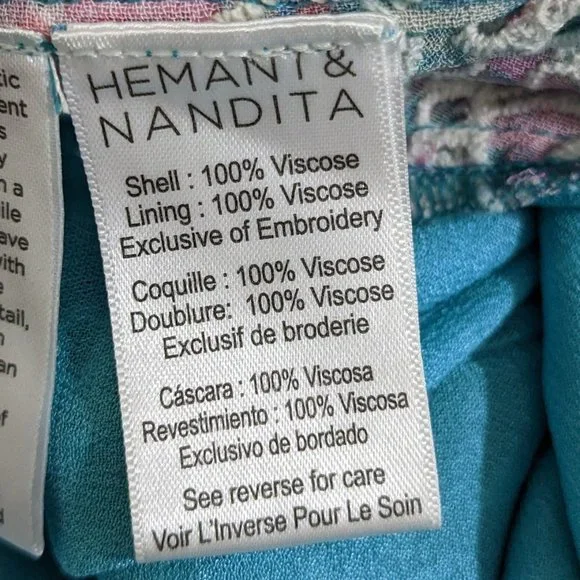 HEMANT &
NANDITA
Shell : 100% Viscose
Lining : 100% Viscose
Exclusive of Embroidery
Coquille : 100% Viscose
Doublure: 100% Viscose
Exclusif de broderie
Cáscara : 100% Viscosa
Revestimiento : 100% Viscosa
Exclusivo de bordado
See reverse for care
Voir L'Inverse Pour Le Soin